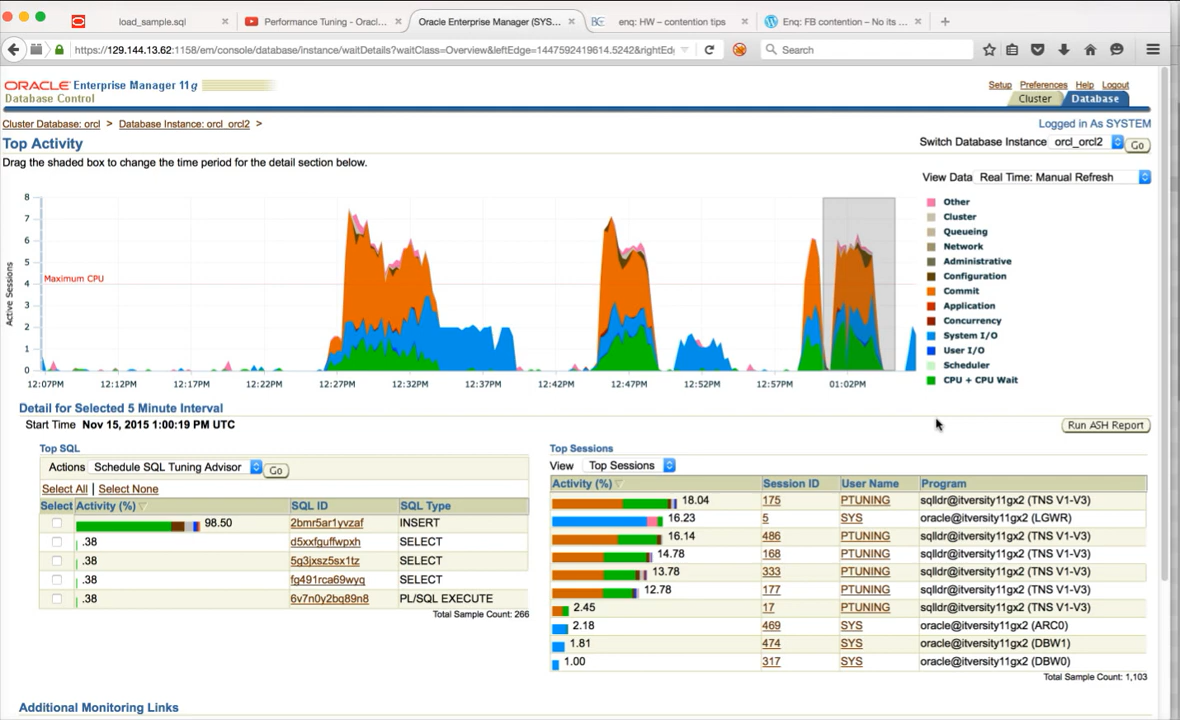 load_sample.sql
Performance Tuning - Oracl...
Oracle Enterprise Manager (SYS...
enq: HW – contention tips
Enq: FB contention – No its ...
https://129.144.13.62:1158/em/console/database/instance/waitDetails?waitClass=Overview&leftEdge=1447592419614.5242&rightEd
Search
ORACLE Enterprise Manager 11g
Database Control
Setup Preferences Help Logout
Cluster Database
Cluster Database: orcl > Database Instance: orcl_orcl2 >
Logged in As SYSTEM
Top Activity
Switch Database Instance orcl_orcl2 Go
Drag the shaded box to change the time period for the detail section below.
View Data Real Time: Manual Refresh
8
7
6
5
4
3
2
1
0
Active Sessions
Maximum CPU
12:07PM 12:12PM 12:17PM 12:22PM 12:27PM 12:32PM 12:37PM 12:42PM 12:47PM 12:52PM 12:57PM 01:02PM
Other
Cluster
Queueing
Network
Administrative
Configuration
Commit
Application
Concurrency
System I/O
User I/O
Scheduler
CPU + CPU Wait
Detail for Selected 5 Minute Interval
Start Time Nov 15, 2015 1:00:19 PM UTC
Run ASH Report
Top SQL
Actions Schedule SQL Tuning Advisor Go
Select All | Select None
Select Activity (%) SQL ID SQL Type
98.50 2bmr5ar1yvzaf INSERT
.38 d5xxfguffwpxh SELECT
.38 5g3jxsz5sx1tz SELECT
.38 fg491rca69wyq SELECT
.38 6v7n0y2bq89n8 PL/SQL EXECUTE
Total Sample Count: 266
Top Sessions
View Top Sessions
Activity (%) Session ID User Name Program
18.04 175 PTUNING sqlldr@itversity11gx2 (TNS V1-V3)
16.23 5 SYS oracle@itversity11gx2 (LGWR)
16.14 486 PTUNING sqlldr@itversity11gx2 (TNS V1-V3)
14.78 168 PTUNING sqlldr@itversity11gx2 (TNS V1-V3)
13.78 333 PTUNING sqlldr@itversity11gx2 (TNS V1-V3)
12.78 177 PTUNING sqlldr@itversity11gx2 (TNS V1-V3)
2.45 17 PTUNING sqlldr@itversity11gx2 (TNS V1-V3)
2.18 469 SYS oracle@itversity11gx2 (ARC0)
1.81 474 SYS oracle@itversity11gx2 (DBW1)
1.00 317 SYS oracle@itversity11gx2 (DBW0)
Total Sample Count: 1,103
Additional Monitoring Links